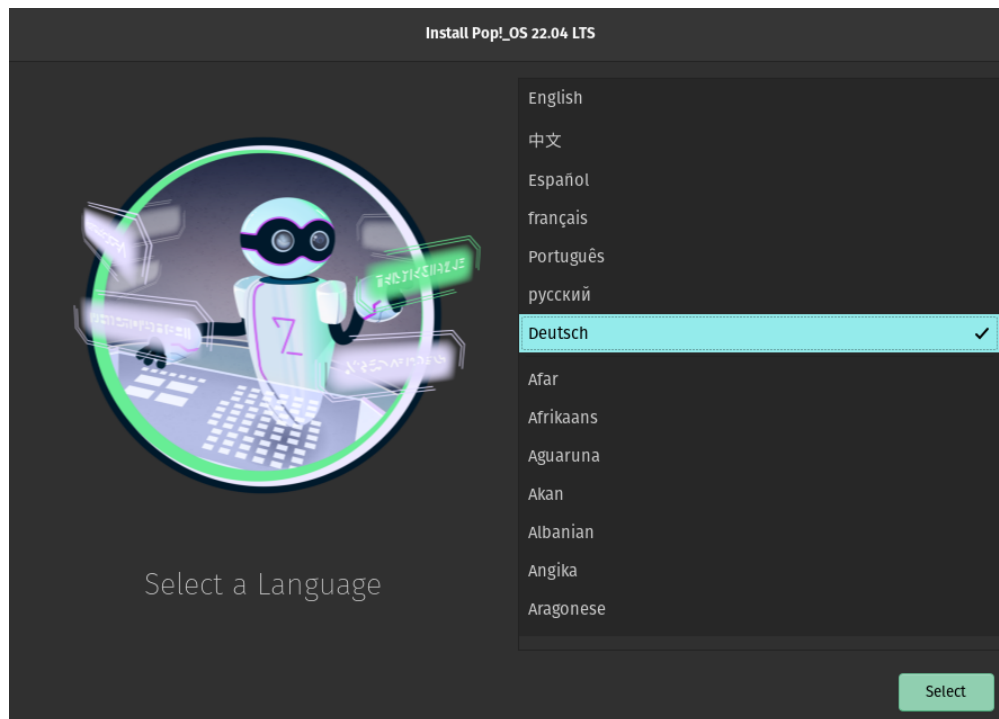 Install Pop!_OS 22.04 LTS
English
中文
Español
français
Português
русский
Deutsch
Afar
Afrikaans
Aguaruna
Akan
Albanian
Angika
Aragonese
Select a Language
Select